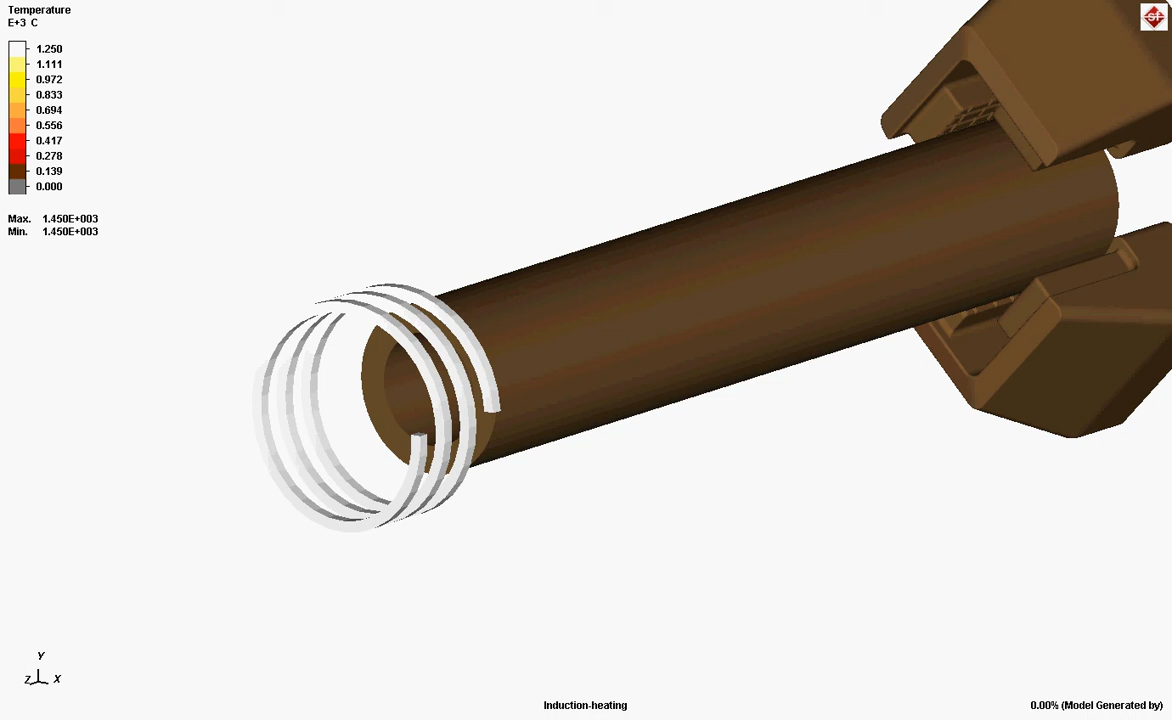 Temperature
E+3 C
1.250
1.111
0.972
0.833
0.694
0.556
0.417
0.278
0.139
0.000
Max. 1.450E+003
Min. 1.450E+003
sf
Y
Z X
Induction-heating
0.00% (Model Generated by)